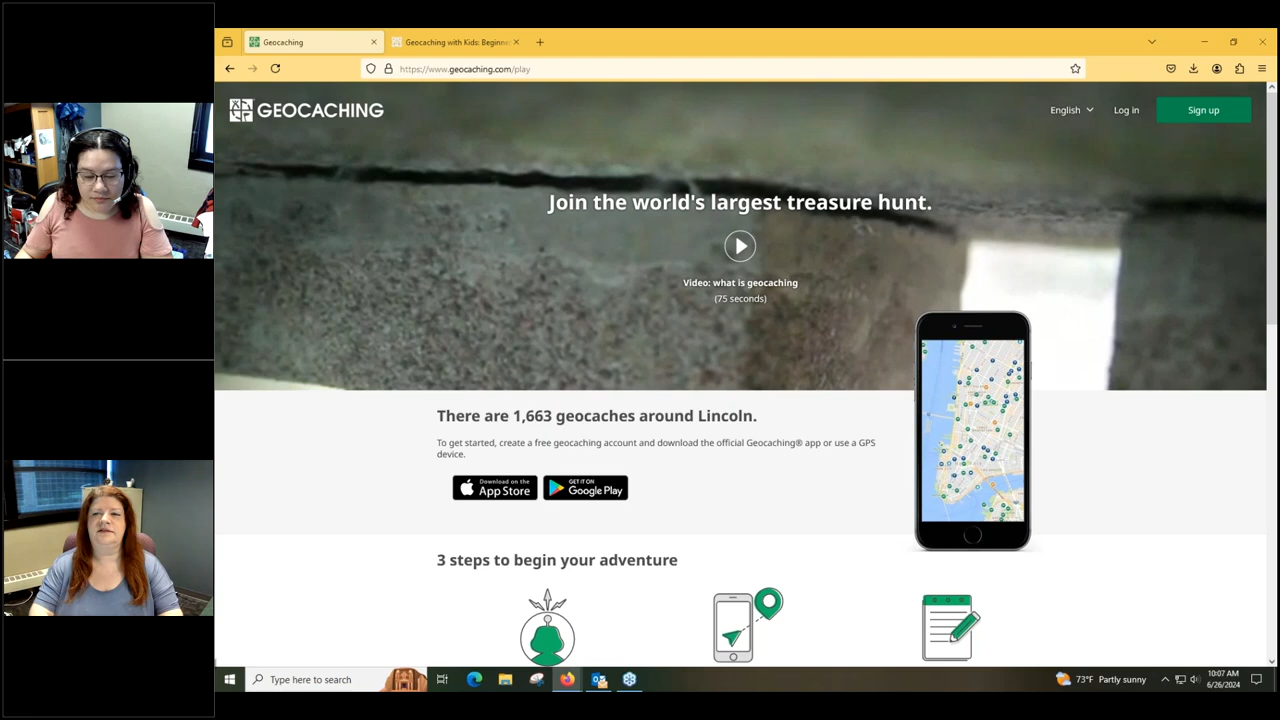 Geocaching
Geocaching with Kids: Beginne
https://www.geocaching.com/play
GEOCACHING
English
Log in
Sign up
Join the world's largest treasure hunt.
Video: what is geocaching
(75 seconds)
There are 1,663 geocaches around Lincoln.
To get started, create a free geocaching account and download the official Geocaching® app or use a GPS
device.
Download on the
App Store
GET IT ON
Google Play
3 steps to begin your adventure
Type here to search
73°F Partly sunny
10:07 AM
6/26/2024